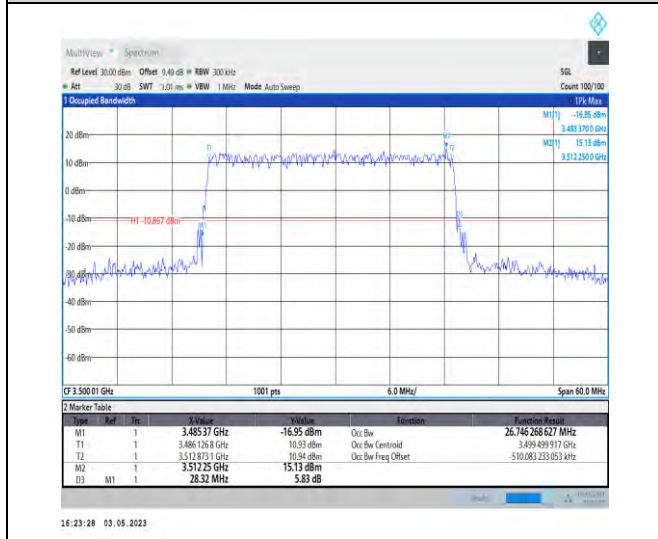 MultiView Spectrum
Ref Level 30.00 dBm Offset 9.49 dB RBW 300 kHz SGL
Att 30 dB SWT 1.01 ms VBW 1 MHz Mode Auto Sweep Count 100/100
1 Occupied Bandwidth 1Pk Max
M1[1] -16.95 dBm
3.485 370 0 GHz
M2[1] 15.13 dBm
3.512 250 0 GHz
20 dBm
10 dBm
0 dBm
-10 dBm
H1 -10.867 dBm
-20 dBm
-30 dBm
-40 dBm
-50 dBm
-60 dBm
T1
M2
T2
M1
D3
CF 3.500 01 GHz 1001 pts 6.0 MHz/ Span 60.0 MHz
2 Marker Table
Type Ref Trc X-Value Y-Value Function Function Result
M1 1 3.485 37 GHz -16.95 dBm Occ Bw 26.746 268 627 MHz
T1 1 3.486 126 8 GHz 10.93 dBm Occ Bw Centroid 3.499 499 917 GHz
T2 1 3.512 873 1 GHz 10.94 dBm Occ Bw Freq Offset -510.083 233 053 kHz
M2 1 3.512 25 GHz 15.13 dBm
D3 M1 1 28.32 MHz 5.83 dB
16:23:28 03.05.2023